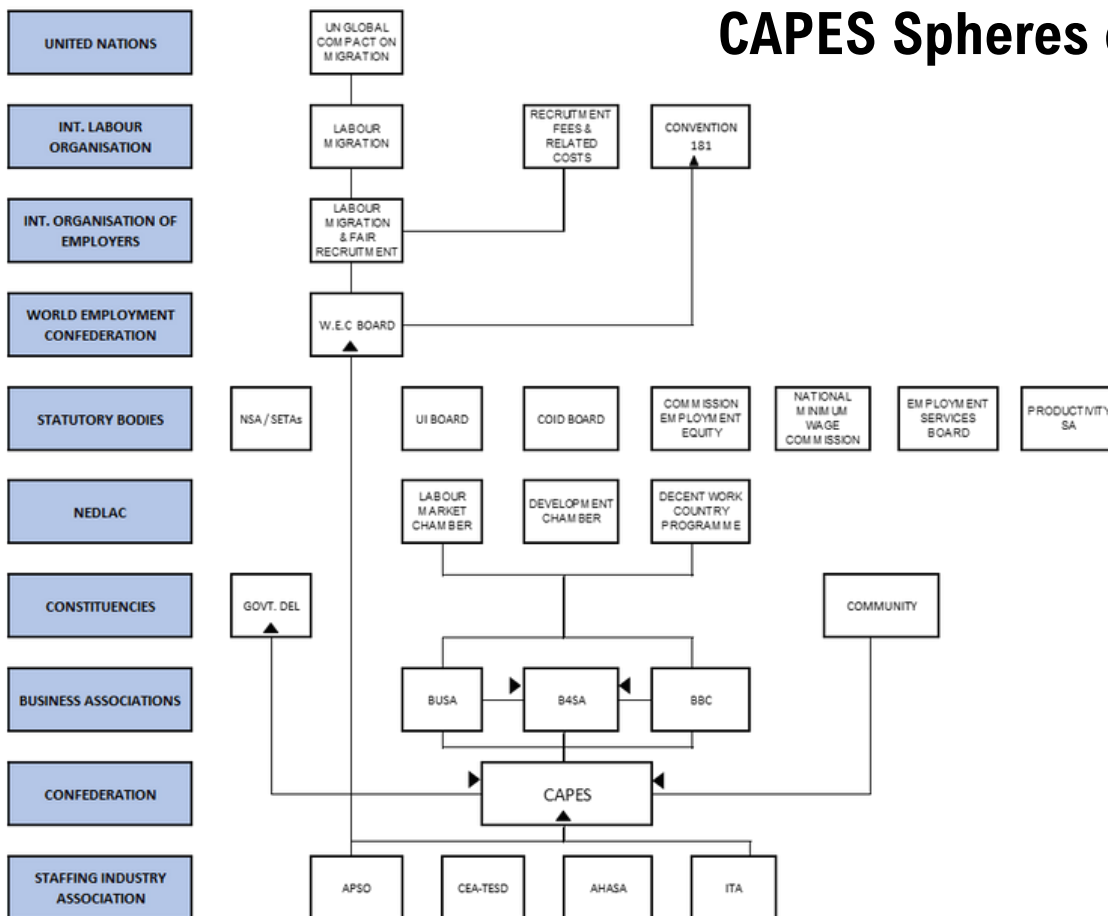 CAPES Spheres
UNITED NATIONS
UN GLOBAL
COMPACT ON
MIGRATION
INT. LABOUR
ORGANISATION
LABOUR
MIGRATION
RECRUITMENT
FEES &
RELATED
COSTS
CONVENTION
181
INT. ORGANISATION OF
EMPLOYERS
LABOUR
MIGRATION
& FAIR
RECRUITMENT
WORLD EMPLOYMENT
CONFEDERATION
W.E.C BOARD
STATUTORY BODIES
NSA / SETAs
UI BOARD
COID BOARD
COMMISSION
EMPLOYMENT
EQUITY
NATIONAL
MINIMUM
WAGE
COMMISSION
EMPLOYMENT
SERVICES
BOARD
PRODUCTIVITY
SA
NEDLAC
LABOUR
MARKET
CHAMBER
DEVELOPMENT
CHAMBER
DECENT WORK
COUNTRY
PROGRAMME
CONSTITUENCIES
GOVT. DEL
COMMUNITY
BUSINESS ASSOCIATIONS
BUSA
B4SA
BBC
CONFEDERATION
CAPES
STAFFING INDUSTRY
ASSOCIATION
APSO
CEA-TESD
AHASA
ITA